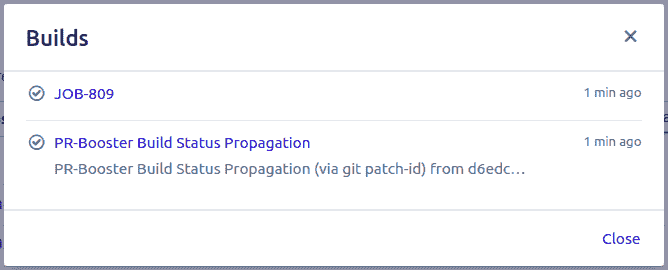 Builds
JOB-809 1 min ago
PR-Booster Build Status Propagation 1 min ago
PR-Booster Build Status Propagation (via git patch-id) from d6edc...
Close